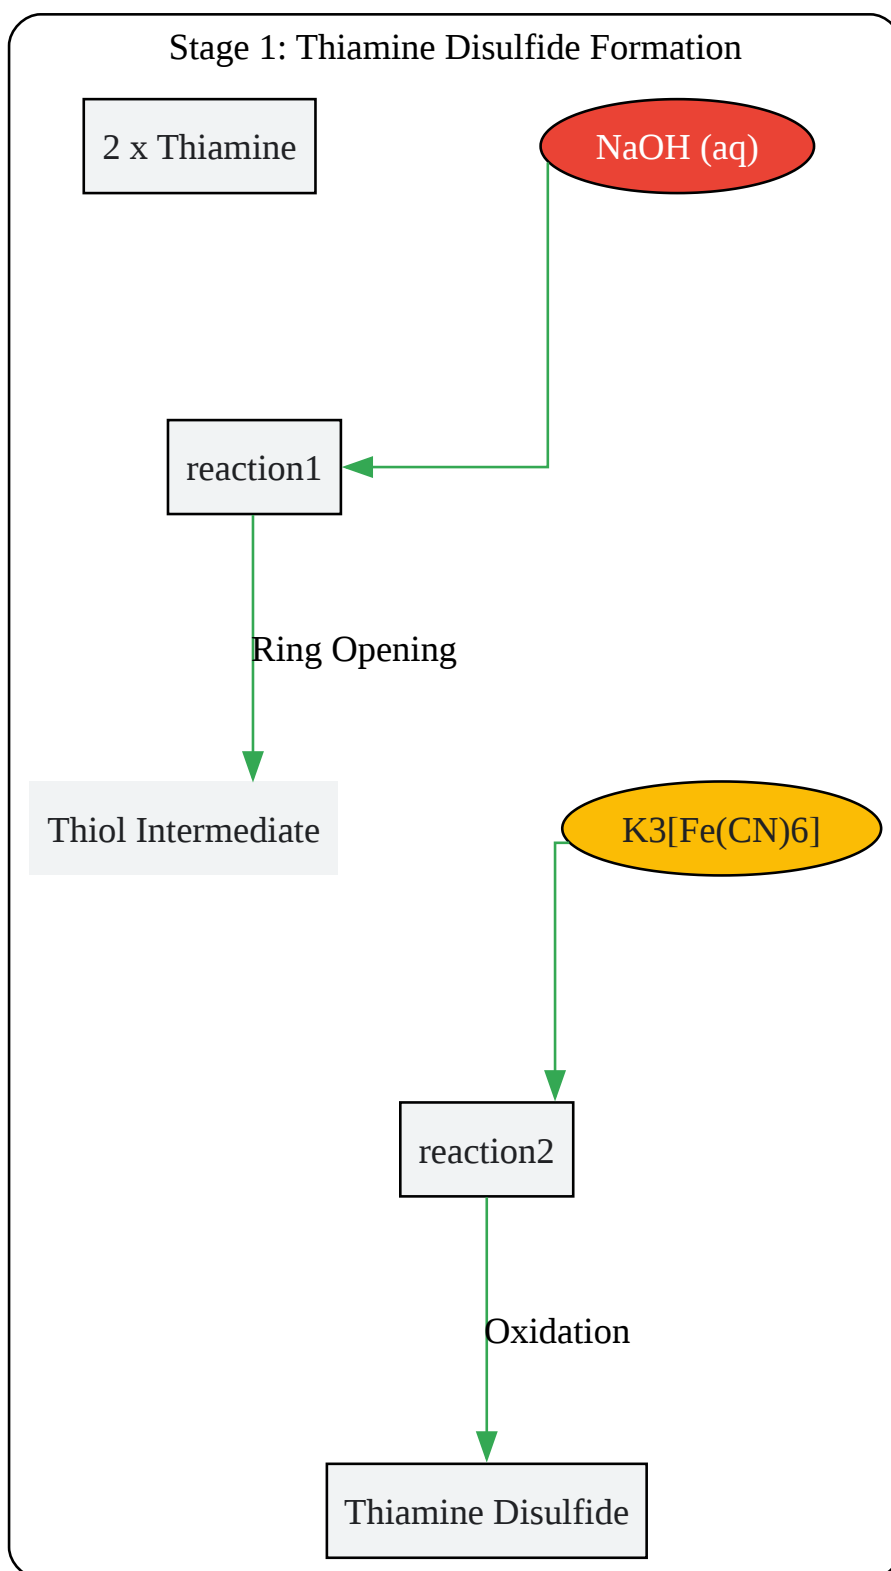 Stage 1: Thiamine Disulfide Formation
2 x Thiamine
NaOH (aq)
reaction1
Ring Opening
Thiol Intermediate
K3[Fe(CN)6]
reaction2
Oxidation
Thiamine Disulfide